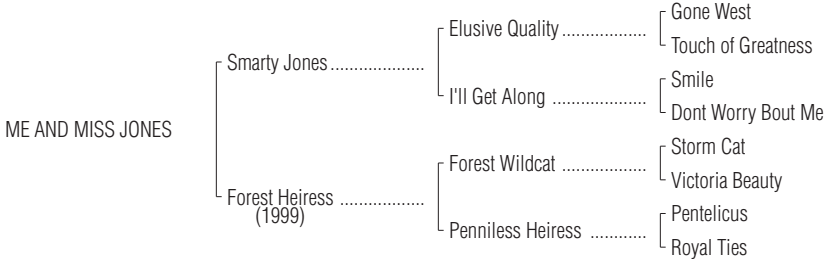 Gone West
Elusive Quality ..................
Touch of Greatness
Smarty Jones ....................
Smile
I'll Get Along ....................
Dont Worry Bout Me
ME AND MISS JONES
Storm Cat
Forest Wildcat ..................
Victoria Beauty
Forest Heiress ..................
(1999)
Pentelicus
Penniless Heiress ............
Royal Ties